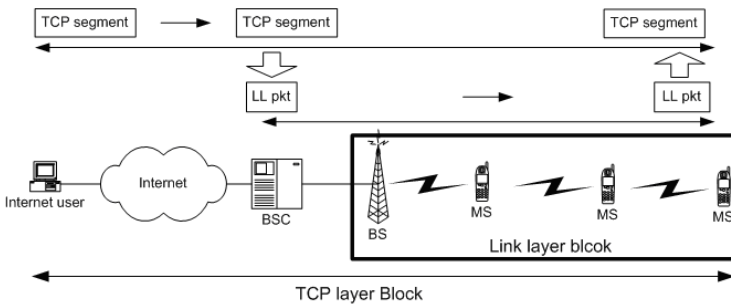 TCP segment
TCP segment
TCP segment
LL pkt
LL pkt
Internet
Internet user
BSC
BS
MS
MS
MS
Link layer blcok
TCP layer Block